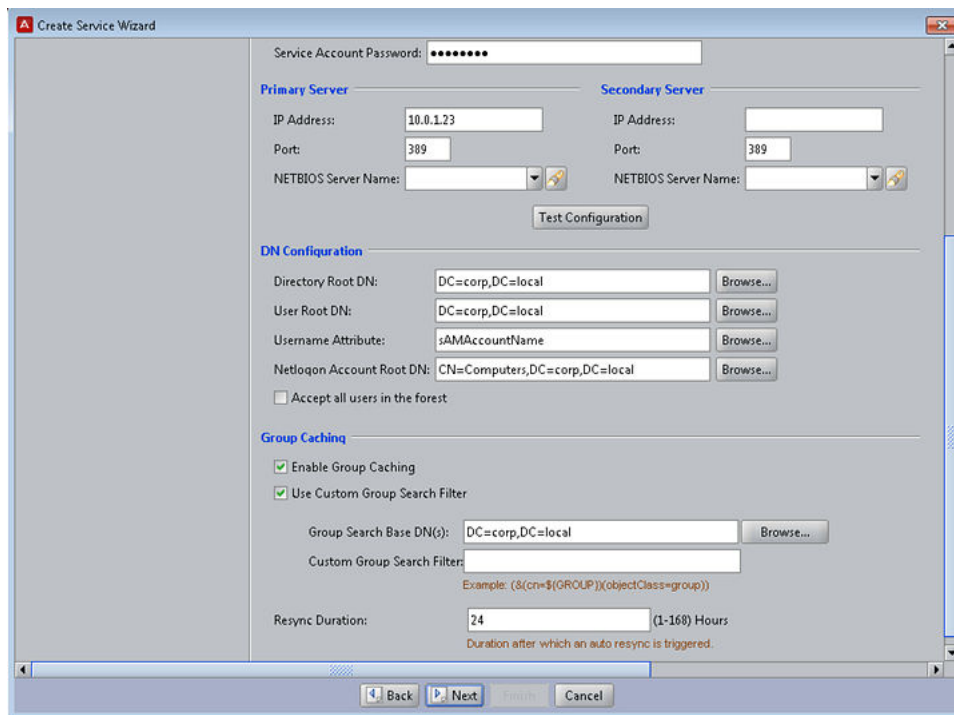 A Create Service Wizard
Service Account Password: ••••••••
Primary Server Secondary Server
IP Address: 10.0.1.23 IP Address:
Port: 389 Port: 389
NETBIOS Server Name: NETBIOS Server Name:
Test Configuration
DN Configuration
Directory Root DN: DC=corp,DC=local Browse...
User Root DN: DC=corp,DC=local Browse...
Username Attribute: sAMAccountName Browse...
Netlogon Account Root DN: CN=Computers,DC=corp,DC=local Browse...
Accept all users in the forest
Group Caching
Enable Group Caching
Use Custom Group Search Filter
Group Search Base DN(s): DC=corp,DC=local Browse...
Custom Group Search Filter:
Example: (&(cn=${GROUP})(objectClass=group))
Resync Duration: 24 (1-168) Hours
Duration after which an auto resync is triggered.
Back Next Finish Cancel